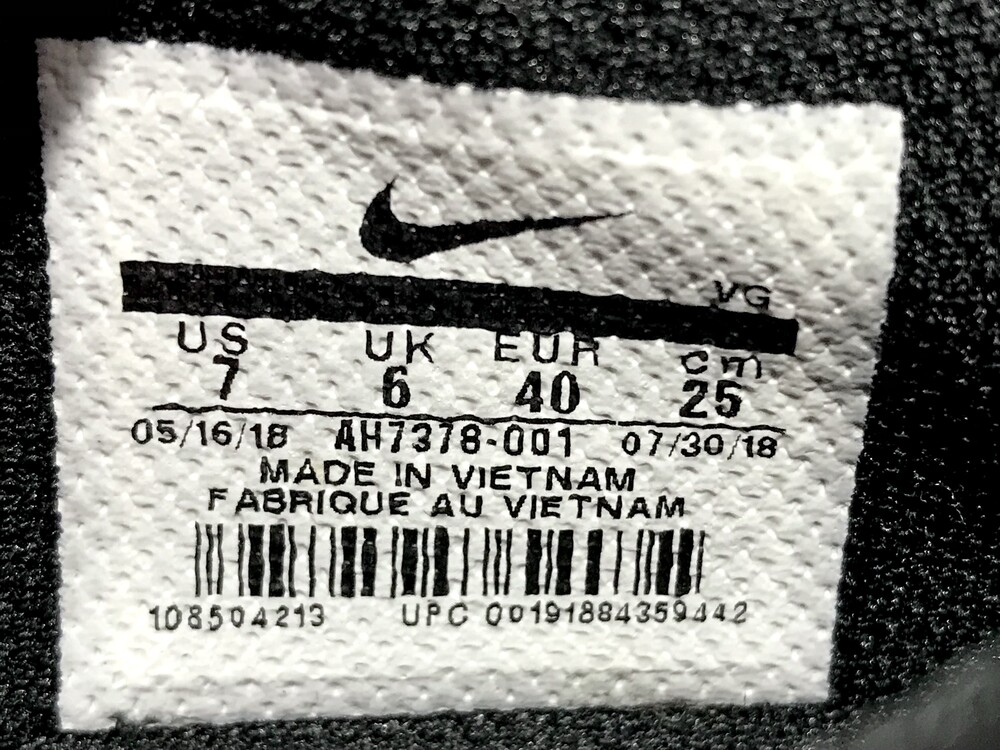 VG
US UK EUR cm
7 6 40 25
05/16/18 AH7378-001 07/30/18
MADE IN VIETNAM
FABRIQUE AU VIETNAM
108504213 UPC 00191884359442